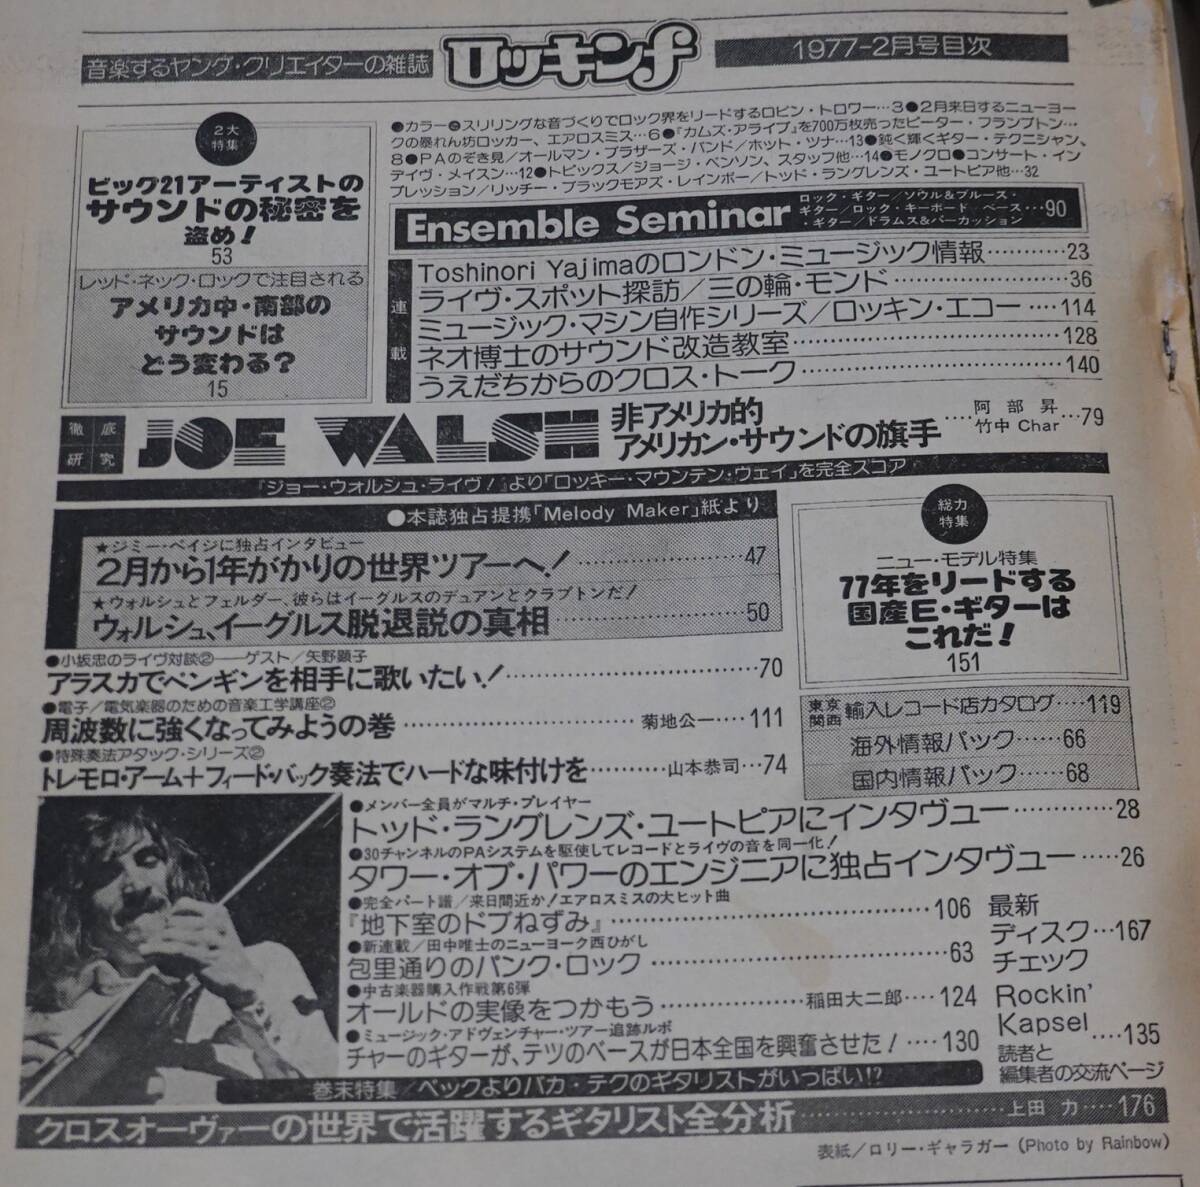 音楽するヤング・クリエイターの雑誌
ロッキンf
1977-2月号目次
2大特集
ビッグ21アーティストの
サウンドの秘密を
盗め!
53
レッド・ネック・ロックで注目される
アメリカ中・南部の
サウンドは
どう変わる?
15
●カラー●スリリングな音づくりでロック界をリードするロビン・トロワー…3●2月来日するニューヨー
クの暴れん坊ロッカー、エアロスミス…6●『カムズ・アライブ』を700万枚売ったピーター・フランプトン…
8●PAのぞき見/オールマン・ブラザーズ・バンド/ホット・ツナ…13●鈍く輝くギター・テクニシャン、
デイヴ・メイスン…12●トピックス/ジョージ・ベンソン、スタッフ他…14●モノクロ●コンサート・イン
プレッション/リッチー・ブラックモアズ・レインボー/トッド・ラングレンズ・ユートピア他…32
Ensemble Seminar
ロック・ギター/ソウル&ブルース・
ギター/ロック・キーボード ベース
・ギター/ドラムス&パーカッション
…90
連載
Toshinori Yajimaのロンドン・ミュージック情報…………23
ライヴ・スポット探訪/三の輪・モンド…………36
ミュージック・マシン自作シリーズ/ロッキン・エコー……114
ネオ博士のサウンド改造教室…………128
うえだちからのクロス・トーク…………140
徹底研究
JOE WALSH
非アメリカ的
アメリカン・サウンドの旗手
…阿部 昇
竹中 Char…79
『ジョー・ウォルシュ・ライヴ!』より「ロッキー・マウンテン・ウェイ」を完全スコア
●本誌独占提携「Melody Maker」紙より
★ジミー・ペイジに独占インタビュー
2月から1年がかりの世界ツアーへ!…………47
★ウォルシュとフェルダー、彼らはイーグルスのデュアンとクラプトンだ!
ウォルシュ、イーグルス脱退説の真相…………50
総力特集
ニュー・モデル特集
77年をリードする
国産E・ギターは
これだ!
151
●小坂忠のライヴ対談②――ゲスト/矢野顕子
アラスカでペンギンを相手に歌いたい!…………70
●電子/電気楽器のための音楽工学講座②
周波数に強くなってみようの巻…………菊地公一……111
●特殊奏法アタック・シリーズ②
トレモロ・アーム+フィード・バック奏法でハードな味付けを………山本恭司…74
東京
関西
輸入レコード店カタログ……119
海外情報パック……66
国内情報パック……68
●メンバー全員がマルチ・プレイヤー
トッド・ラングレンズ・ユートピアにインタヴュー…………28
●30チャンネルのPAシステムを駆使してレコードとライヴの音を同一化!
タワー・オブ・パワーのエンジニアに独占インタヴュー……26
●完全パート譜/来日間近か!エアロスミスの大ヒット曲
『地下室のドブねずみ』…………106
●新連載/田中唯士のニューヨーク西ひがし
包里通りのパンク・ロック…………63
●中古楽器購入作戦第6弾
オールドの実像をつかもう…………稲田大二郎…124
●ミュージック・アドヴェンチャー・ツアー追跡ルポ
チャーのギターが、テツのベースが日本全国を興奮させた!……130
最新
ディスク…167
チェック
Rockin'
Kapsel……135
読者と
編集者の交流ページ
巻末特集/ベックよりバカ・テクのギタリストがいっぱい!?
クロスオーヴァーの世界で活躍するギタリスト全分析…………上田 力……176
表紙/ロリー・ギャラガー (Photo by Rainbow)